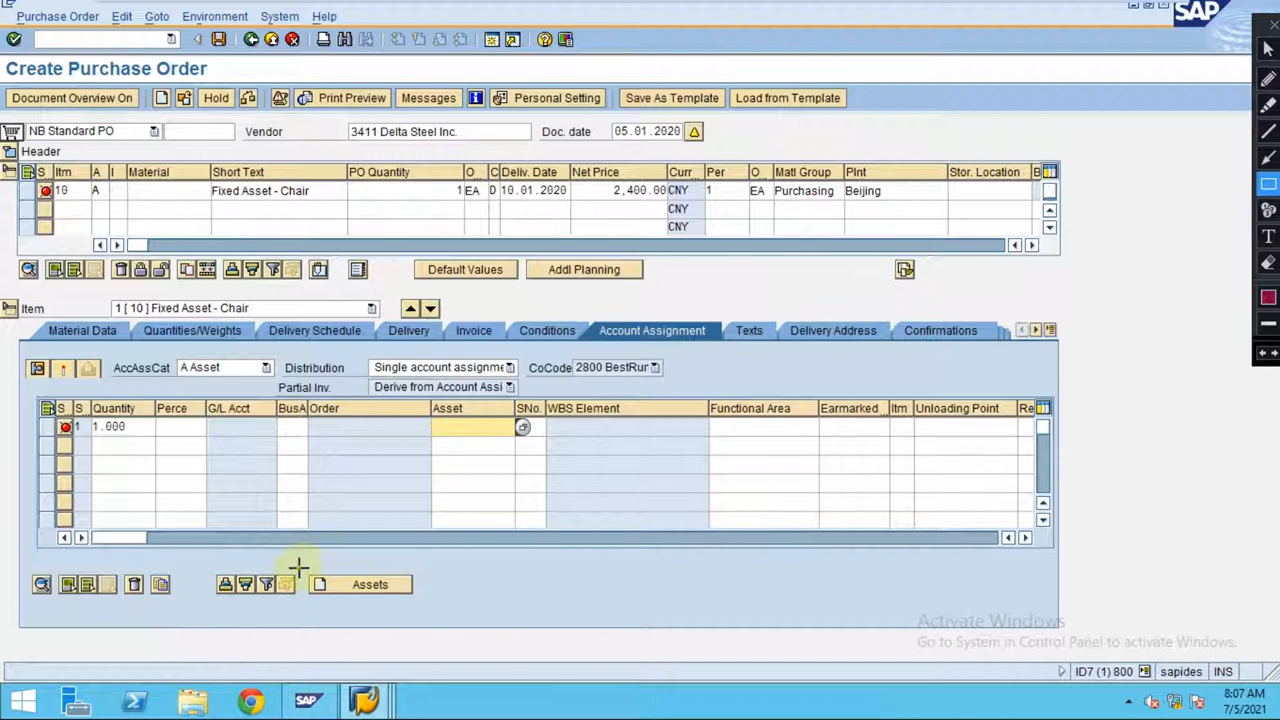 Purchase Order Edit Goto Environment System Help
SAP
Create Purchase Order
Document Overview On Hold Print Preview Messages Personal Setting Save As Template Load from Template
NB Standard PO Vendor 3411 Delta Steel Inc. Doc. date 05.01.2020
Header
S.. Itm A I Material Short Text PO Quantity O... C Deliv. Date Net Price Curr... Per O... Matl Group Plnt Stor. Location B
10 A Fixed Asset - Chair 1 EA D 10.01.2020 2,400.00 CNY 1 EA Purchasing Beijing
CNY
CNY
Default Values Addl Planning
Item 1 [ 10 ] Fixed Asset - Chair
Material Data Quantities/Weights Delivery Schedule Delivery Invoice Conditions Account Assignment Texts Delivery Address Confirmations
AccAssCat A Asset Distribution Single account assignme CoCode 2800 BestRun
Partial Inv. Derive from Account Assi
S.. S.. Quantity Perce G/L Acct BusA Order Asset SNo. WBS Element Functional Area Earmarked ... Itm Unloading Point Re
1 1.000
Assets
Activate Windows
Go to System in Control Panel to activate Windows.
ID7 (1) 800 sapides INS
SAP
8:07 AM
7/5/2021
T